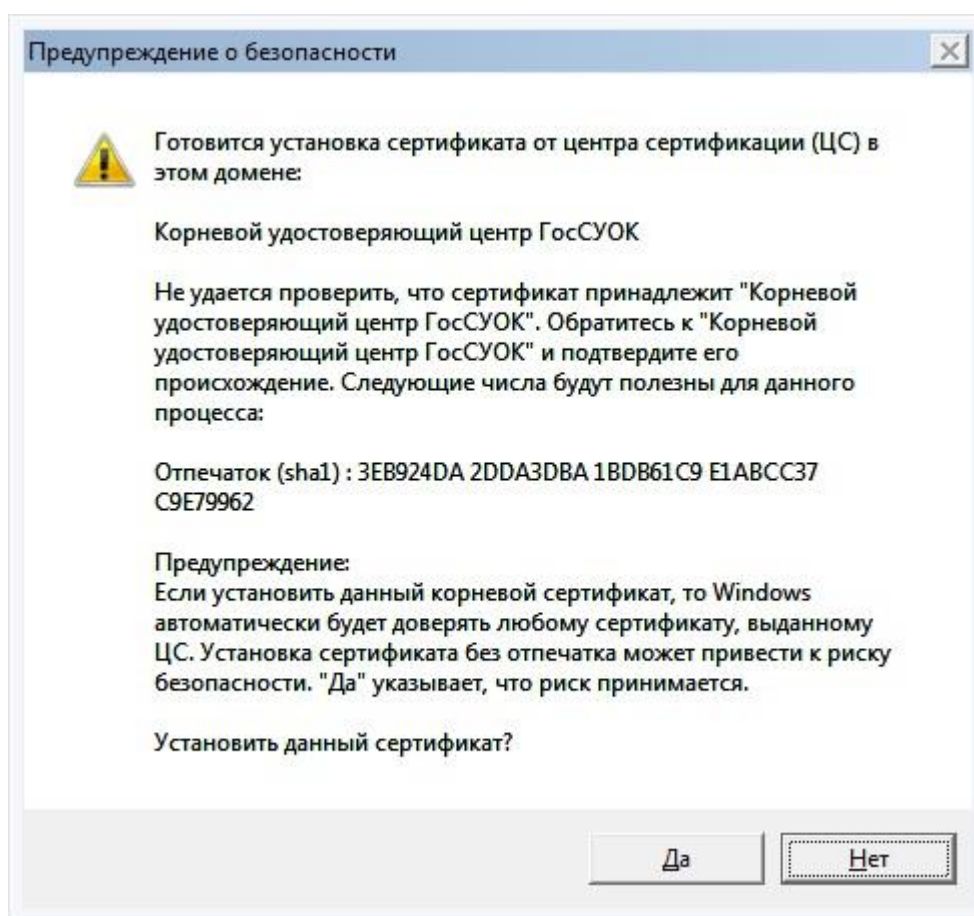 Предупреждение о безопасности
Готовится установка сертификата от центра сертификации (ЦС) в
этом домене:
Корневой удостоверяющий центр ГосСУОК
Не удается проверить, что сертификат принадлежит "Корневой
удостоверяющий центр ГосСУОК". Обратитесь к "Корневой
удостоверяющий центр ГосСУОК" и подтвердите его
происхождение. Следующие числа будут полезны для данного
процесса:
Отпечаток (sha1) : 3EB924DA 2DDA3DBA 1BDB61C9 E1ABCC37
C9E79962
Предупреждение:
Если установить данный корневой сертификат, то Windows
автоматически будет доверять любому сертификату, выданному
ЦС. Установка сертификата без отпечатка может привести к риску
безопасности. "Да" указывает, что риск принимается.
Установить данный сертификат?
Да Нет